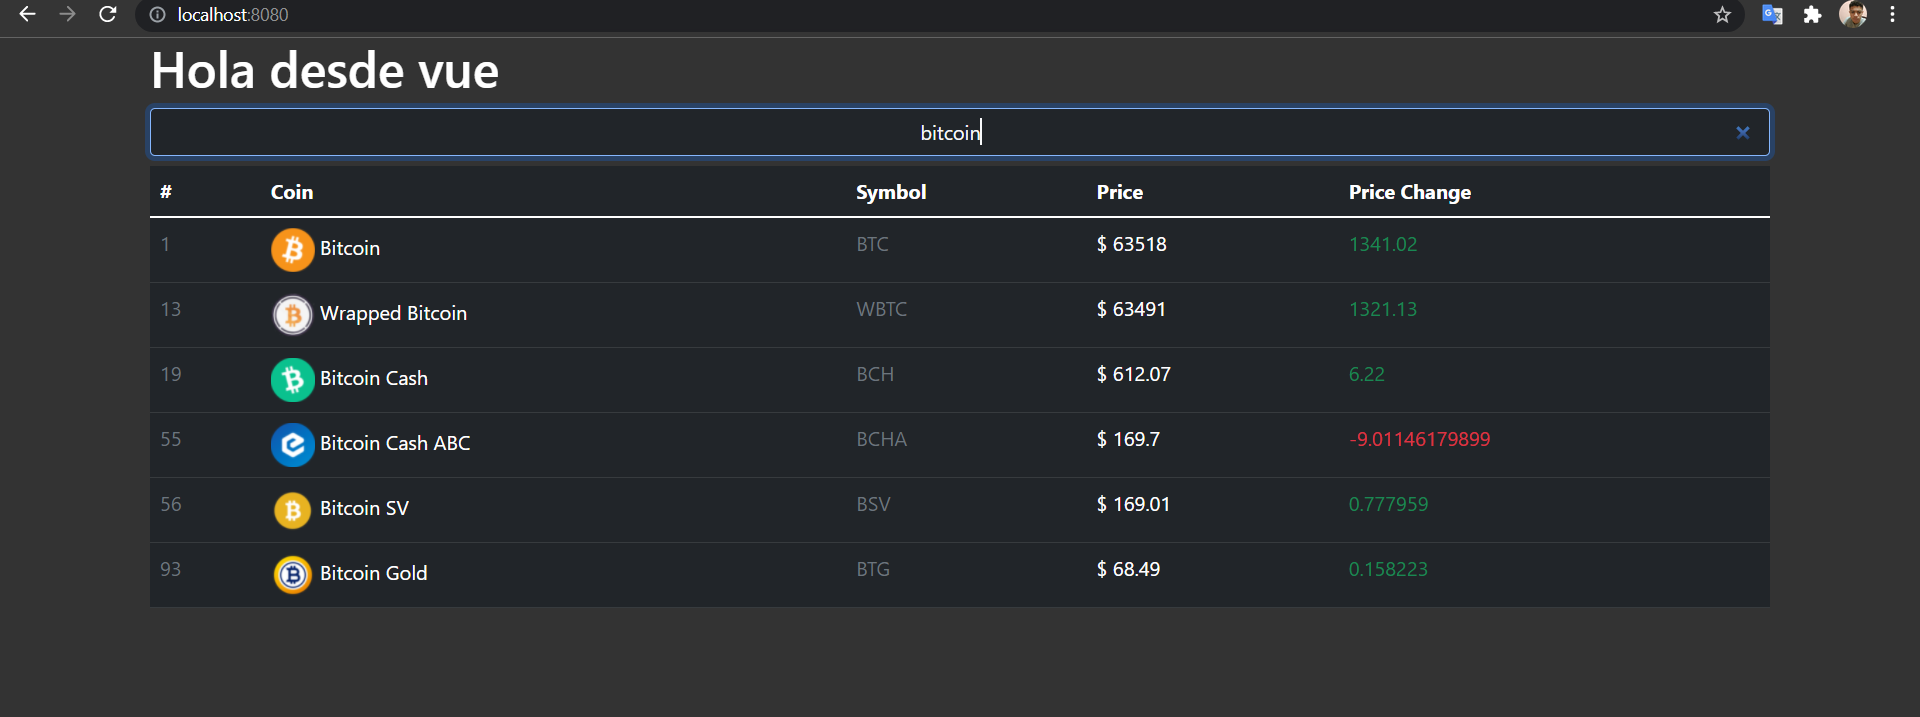 localhost:8080
Hola desde vue
bitcoin
# Coin Symbol Price Price Change
1 Bitcoin BTC $ 63518 1341.02
13 Wrapped Bitcoin WBTC $ 63491 1321.13
19 Bitcoin Cash BCH $ 612.07 6.22
55 Bitcoin Cash ABC BCHA $ 169.7 -9.01146179899
56 Bitcoin SV BSV $ 169.01 0.777959
93 Bitcoin Gold BTG $ 68.49 0.158223